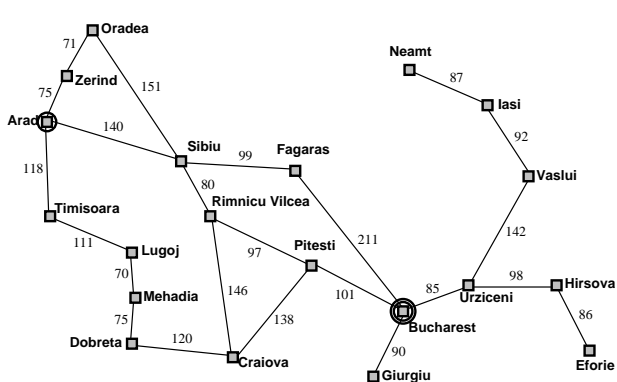 Oradea
71
Neamt
Zerind
87
75
151
Iasi
Arad
140
92
Sibiu
99
Fagaras
118
Vaslui
80
Timisoara
Rimnicu Vilcea
111
211
142
Lugoj
97
Pitesti
70
98
Hirsova
146
85
Mehadia
101
Urziceni
75
138
86
Bucharest
120
Dobreta
90
Craiova
Eforie
Giurgiu